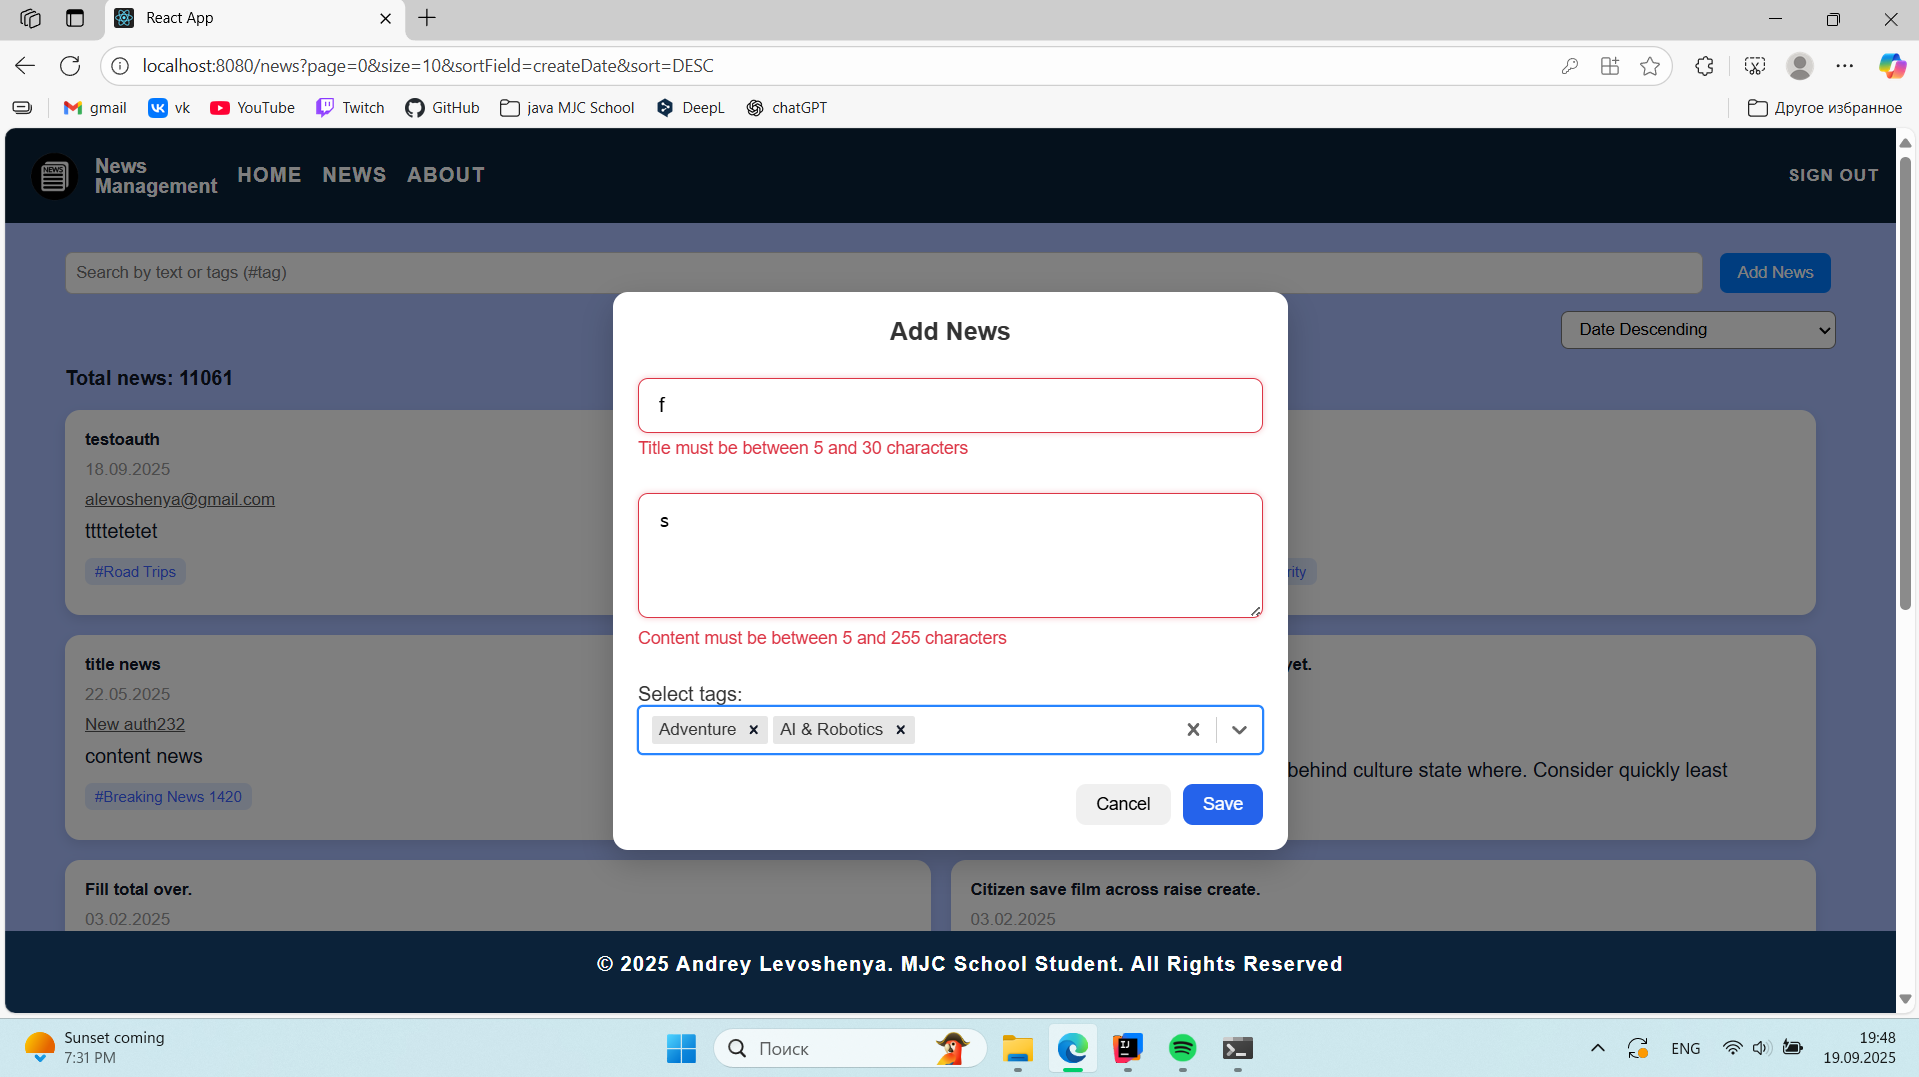 React App
localhost:8080/news?page=0&size=10&sortField=createDate&sort=DESC
gmail
vk
YouTube
Twitch
GitHub
java MJC School
DeepL
chatGPT
Другое избранное
NEWS
News
Management
HOME
NEWS
ABOUT
SIGN OUT
Search by text or tags (#tag)
Add News
Date Descending
Total news: 11061
testoauth
18.09.2025
alevoshenya@gmail.com
ttttetetet
#Road Trips
rity
title news
22.05.2025
New auth232
content news
#Breaking News 1420
yet.
behind culture state where. Consider quickly least
Fill total over.
03.02.2025
Citizen save film across raise create.
03.02.2025
Add News
f
Title must be between 5 and 30 characters
s
Content must be between 5 and 255 characters
Select tags:
Adventure
AI & Robotics
Cancel
Save
© 2025 Andrey Levoshenya. MJC School Student. All Rights Reserved
Sunset coming
7:31 PM
Поиск
IJ
ENG
19:48
19.09.2025